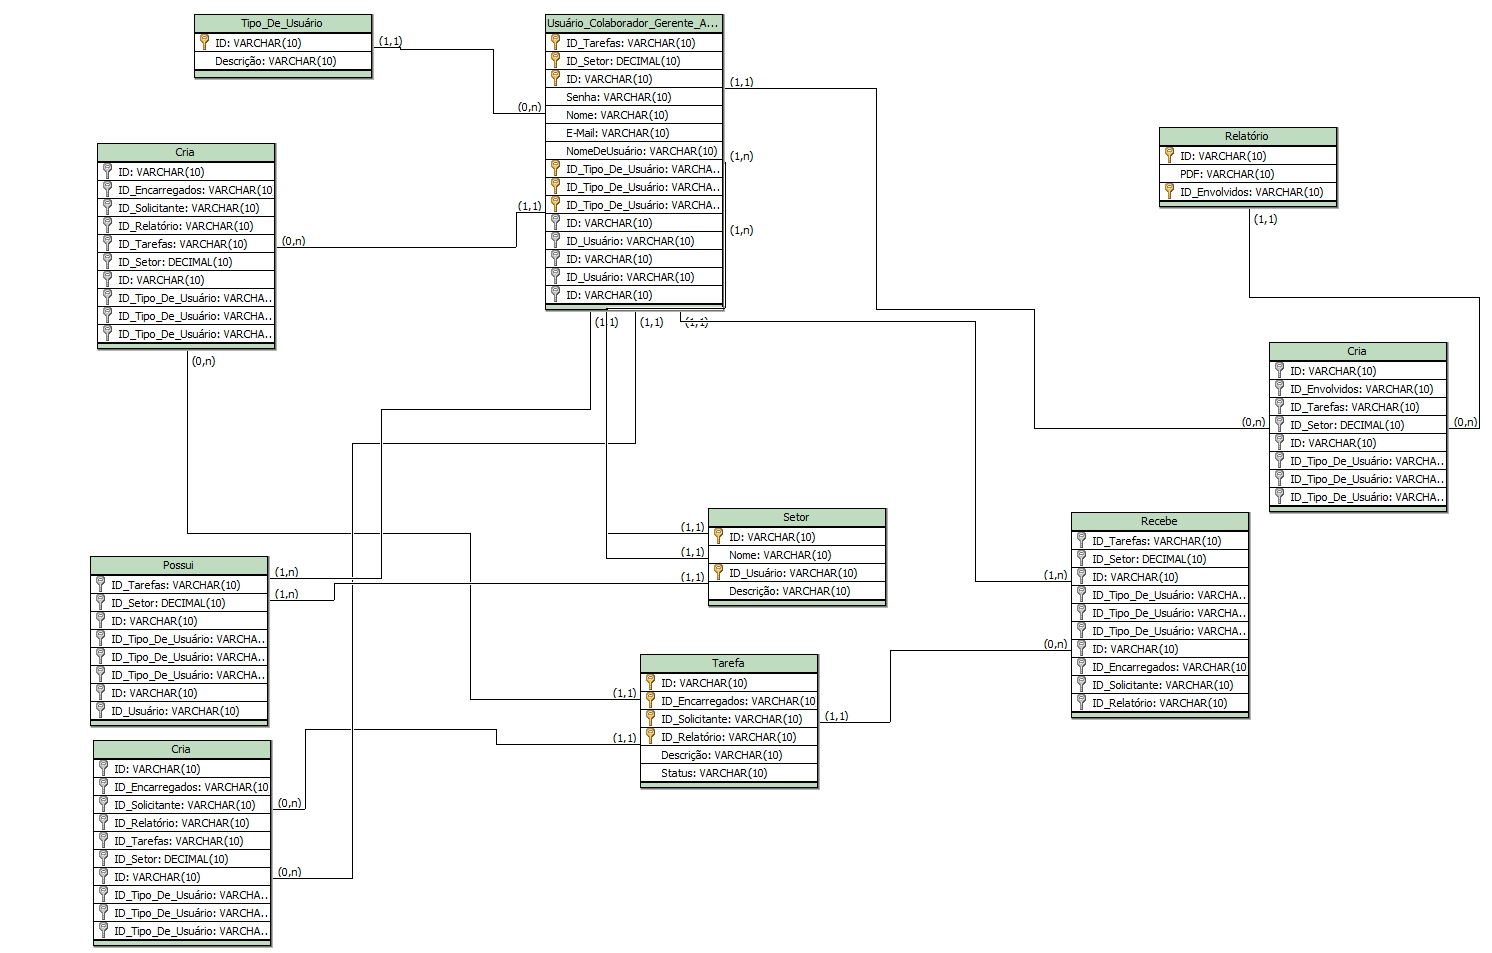 Tipo_De_Usuário
ID: VARCHAR(10)
Descrição: VARCHAR(10)
(1,1)
(0,n)
Usuário_Colaborador_Gerente_A...
ID_Tarefas: VARCHAR(10)
ID_Setor: DECIMAL(10)
ID: VARCHAR(10)
Senha: VARCHAR(10)
Nome: VARCHAR(10)
E-Mail: VARCHAR(10)
NomeDeUsuário: VARCHAR(10)
ID_Tipo_De_Usuário: VARCHA..
ID_Tipo_De_Usuário: VARCHA..
ID_Tipo_De_Usuário: VARCHA..
ID: VARCHAR(10)
ID_Usuário: VARCHAR(10)
ID: VARCHAR(10)
ID_Usuário: VARCHAR(10)
ID: VARCHAR(10)
(1,1)
(1,n)
(1,n)
(1,1)
(1,1)
(1,1)
(1,1)
Cria
ID: VARCHAR(10)
ID_Encarregados: VARCHAR(10
ID_Solicitante: VARCHAR(10)
ID_Relatório: VARCHAR(10)
ID_Tarefas: VARCHAR(10)
ID_Setor: DECIMAL(10)
ID: VARCHAR(10)
ID_Tipo_De_Usuário: VARCHA..
ID_Tipo_De_Usuário: VARCHA..
ID_Tipo_De_Usuário: VARCHA..
(0,n)
(0,n)
Relatório
ID: VARCHAR(10)
PDF: VARCHAR(10)
ID_Envolvidos: VARCHAR(10)
(1,1)
Cria
ID: VARCHAR(10)
ID_Envolvidos: VARCHAR(10)
ID_Tarefas: VARCHAR(10)
ID_Setor: DECIMAL(10)
ID: VARCHAR(10)
ID_Tipo_De_Usuário: VARCHA..
ID_Tipo_De_Usuário: VARCHA..
ID_Tipo_De_Usuário: VARCHA..
(0,n)
(0,n)
Setor
ID: VARCHAR(10)
Nome: VARCHAR(10)
ID_Usuário: VARCHAR(10)
Descrição: VARCHAR(10)
(1,1)
(1,1)
(1,1)
Recebe
ID_Tarefas: VARCHAR(10)
ID_Setor: DECIMAL(10)
ID: VARCHAR(10)
ID_Tipo_De_Usuário: VARCHA..
ID_Tipo_De_Usuário: VARCHA..
ID_Tipo_De_Usuário: VARCHA..
ID: VARCHAR(10)
ID_Encarregados: VARCHAR(10
ID_Solicitante: VARCHAR(10)
ID_Relatório: VARCHAR(10)
(1,n)
(0,n)
Possui
ID_Tarefas: VARCHAR(10)
ID_Setor: DECIMAL(10)
ID: VARCHAR(10)
ID_Tipo_De_Usuário: VARCHA..
ID_Tipo_De_Usuário: VARCHA..
ID_Tipo_De_Usuário: VARCHA..
ID: VARCHAR(10)
ID_Usuário: VARCHAR(10)
(1,n)
(1,n)
Tarefa
ID: VARCHAR(10)
ID_Encarregados: VARCHAR(10
ID_Solicitante: VARCHAR(10)
ID_Relatório: VARCHAR(10)
Descrição: VARCHAR(10)
Status: VARCHAR(10)
(1,1)
(1,1)
(1,1)
Cria
ID: VARCHAR(10)
ID_Encarregados: VARCHAR(10
ID_Solicitante: VARCHAR(10)
ID_Relatório: VARCHAR(10)
ID_Tarefas: VARCHAR(10)
ID_Setor: DECIMAL(10)
ID: VARCHAR(10)
ID_Tipo_De_Usuário: VARCHA..
ID_Tipo_De_Usuário: VARCHA..
ID_Tipo_De_Usuário: VARCHA..
(0,n)
(0,n)